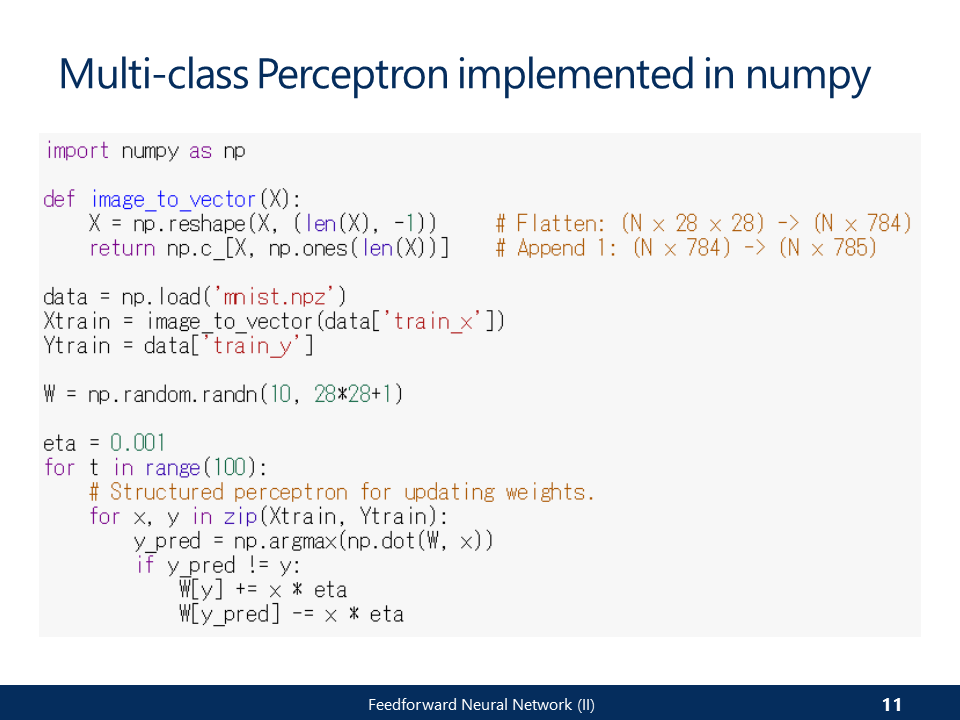 Multi-class Perceptron implemented in numpy
import numpy as np
def image_to_vector(X):
    X = np.reshape(X, (len(X), -1))     # Flatten: (N x 28 x 28) -> (N x 784)
    return np.c_[X, np.ones(len(X))]    # Append 1: (N x 784) -> (N x 785)
data = np.load('mnist.npz')
Xtrain = image_to_vector(data['train_x'])
Ytrain = data['train_y']
W = np.random.randn(10, 28*28+1)
eta = 0.001
for t in range(100):
    # Structured perceptron for updating weights.
    for x, y in zip(Xtrain, Ytrain):
        y_pred = np.argmax(np.dot(W, x))
        if y_pred != y:
            W[y] += x * eta
            W[y_pred] -= x * eta
Feedforward Neural Network (II)
11